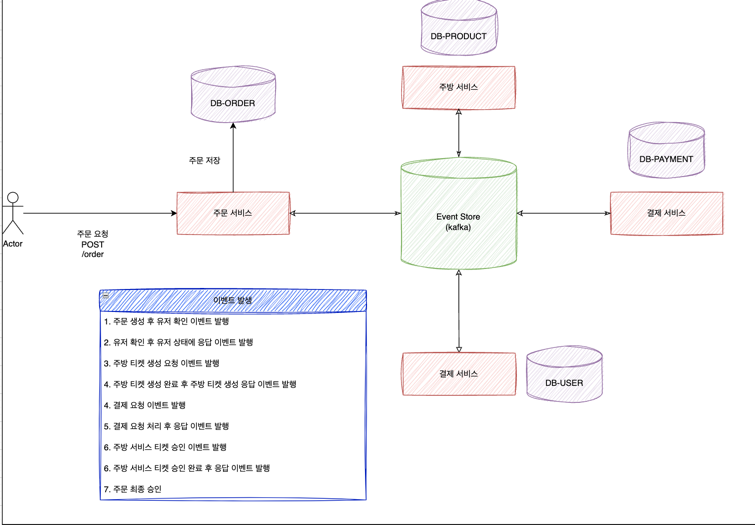 DB-PRODUCT
주방 서비스
DB-ORDER
주문 저장
DB-PAYMENT
주문 서비스
Event Store
(kafka)
결제 서비스
Actor
주문 요청
POST
/order
이벤트 발생
1. 주문 생성 후 유저 확인 이벤트 발행
2. 유저 확인 후 유저 상태에 응답 이벤트 발행
3. 주방 티켓 생성 요청 이벤트 발행
4. 주방 티켓 생성 완료 후 주방 티켓 생성 응답 이벤트 발행
4. 결제 요청 이벤트 발행
5. 결제 요청 처리 후 응답 이벤트 발행
6. 주방 서비스 티켓 승인 이벤트 발행
6. 주방 서비스 티켓 승인 완료 후 응답 이벤트 발행
7. 주문 최종 승인
결제 서비스
DB-USER